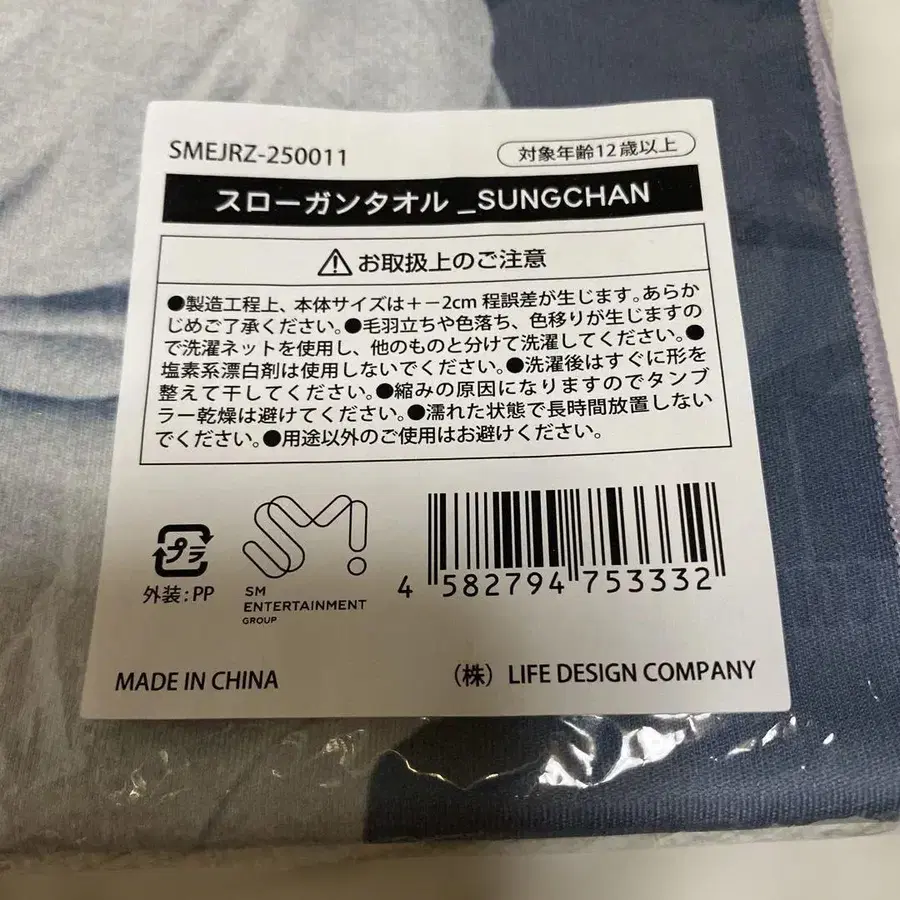 SMEJRZ-250011
対象年齢12歳以上
スローガンタオル _SUNGCHAN
お取扱上のご注意
●製造工程上、本体サイズは＋－2cm 程誤差が生じます。あらか
じめご了承ください。●毛羽立ちや色落ち、色移りが生じますの
で洗濯ネットを使用し、他のものと分けて洗濯してください。●
塩素系漂白剤は使用しないでください。●洗濯後はすぐに形を
整えて干してください。●縮みの原因になりますのでタンブ
ラー乾燥は避けてください。●濡れた状態で長時間放置しない
でください。●用途以外のご使用はお避けください。
プラ
外装:PP
SM!
SM
ENTERTAINMENT
GROUP
4 582794 753332
MADE IN CHINA
（株）LIFE DESIGN COMPANY